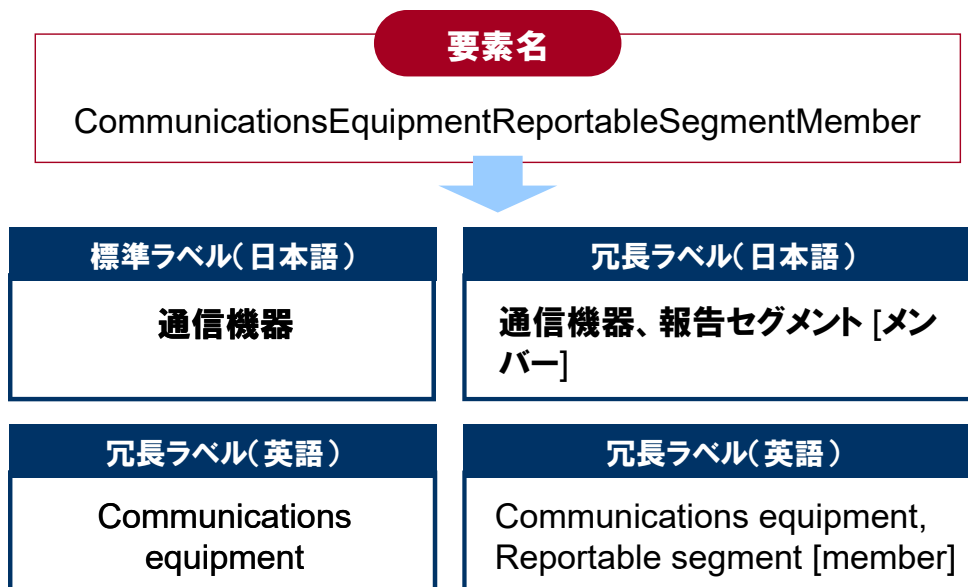 要素名
CommunicationsEquipmentReportableSegmentMember
標準ラベル（日本語）
通信機器
冗長ラベル（日本語）
通信機器、報告セグメント [メン
バー]
冗長ラベル（英語）
Communications
equipment
冗長ラベル（英語）
Communications equipment,
Reportable segment [member]